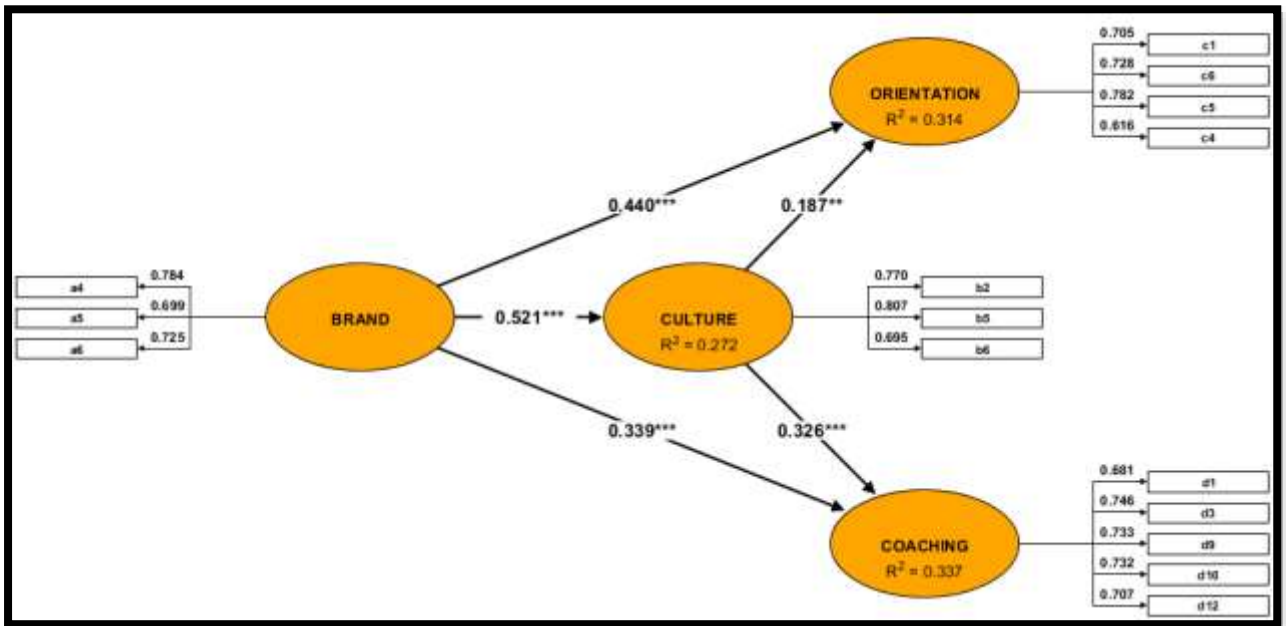 0.705
c1
0.728
c6
0.782
c5
0.616
c4
ORIENTATION
R² = 0.314
0.440***
0.187**
0.784
a4
0.699
a5
0.725
a6
BRAND
0.521***
CULTURE
R² = 0.272
0.770
b2
0.807
b5
0.695
b6
0.339***
0.326***
COACHING
R² = 0.337
0.681
d1
0.746
d3
0.733
d9
0.732
d10
0.707
d12